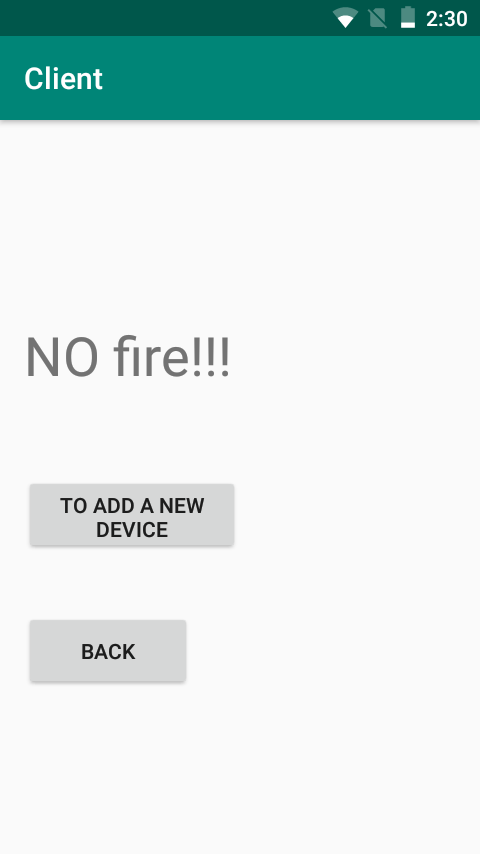 2:30
Client
NO fire!!!
TO ADD A NEW
DEVICE
BACK